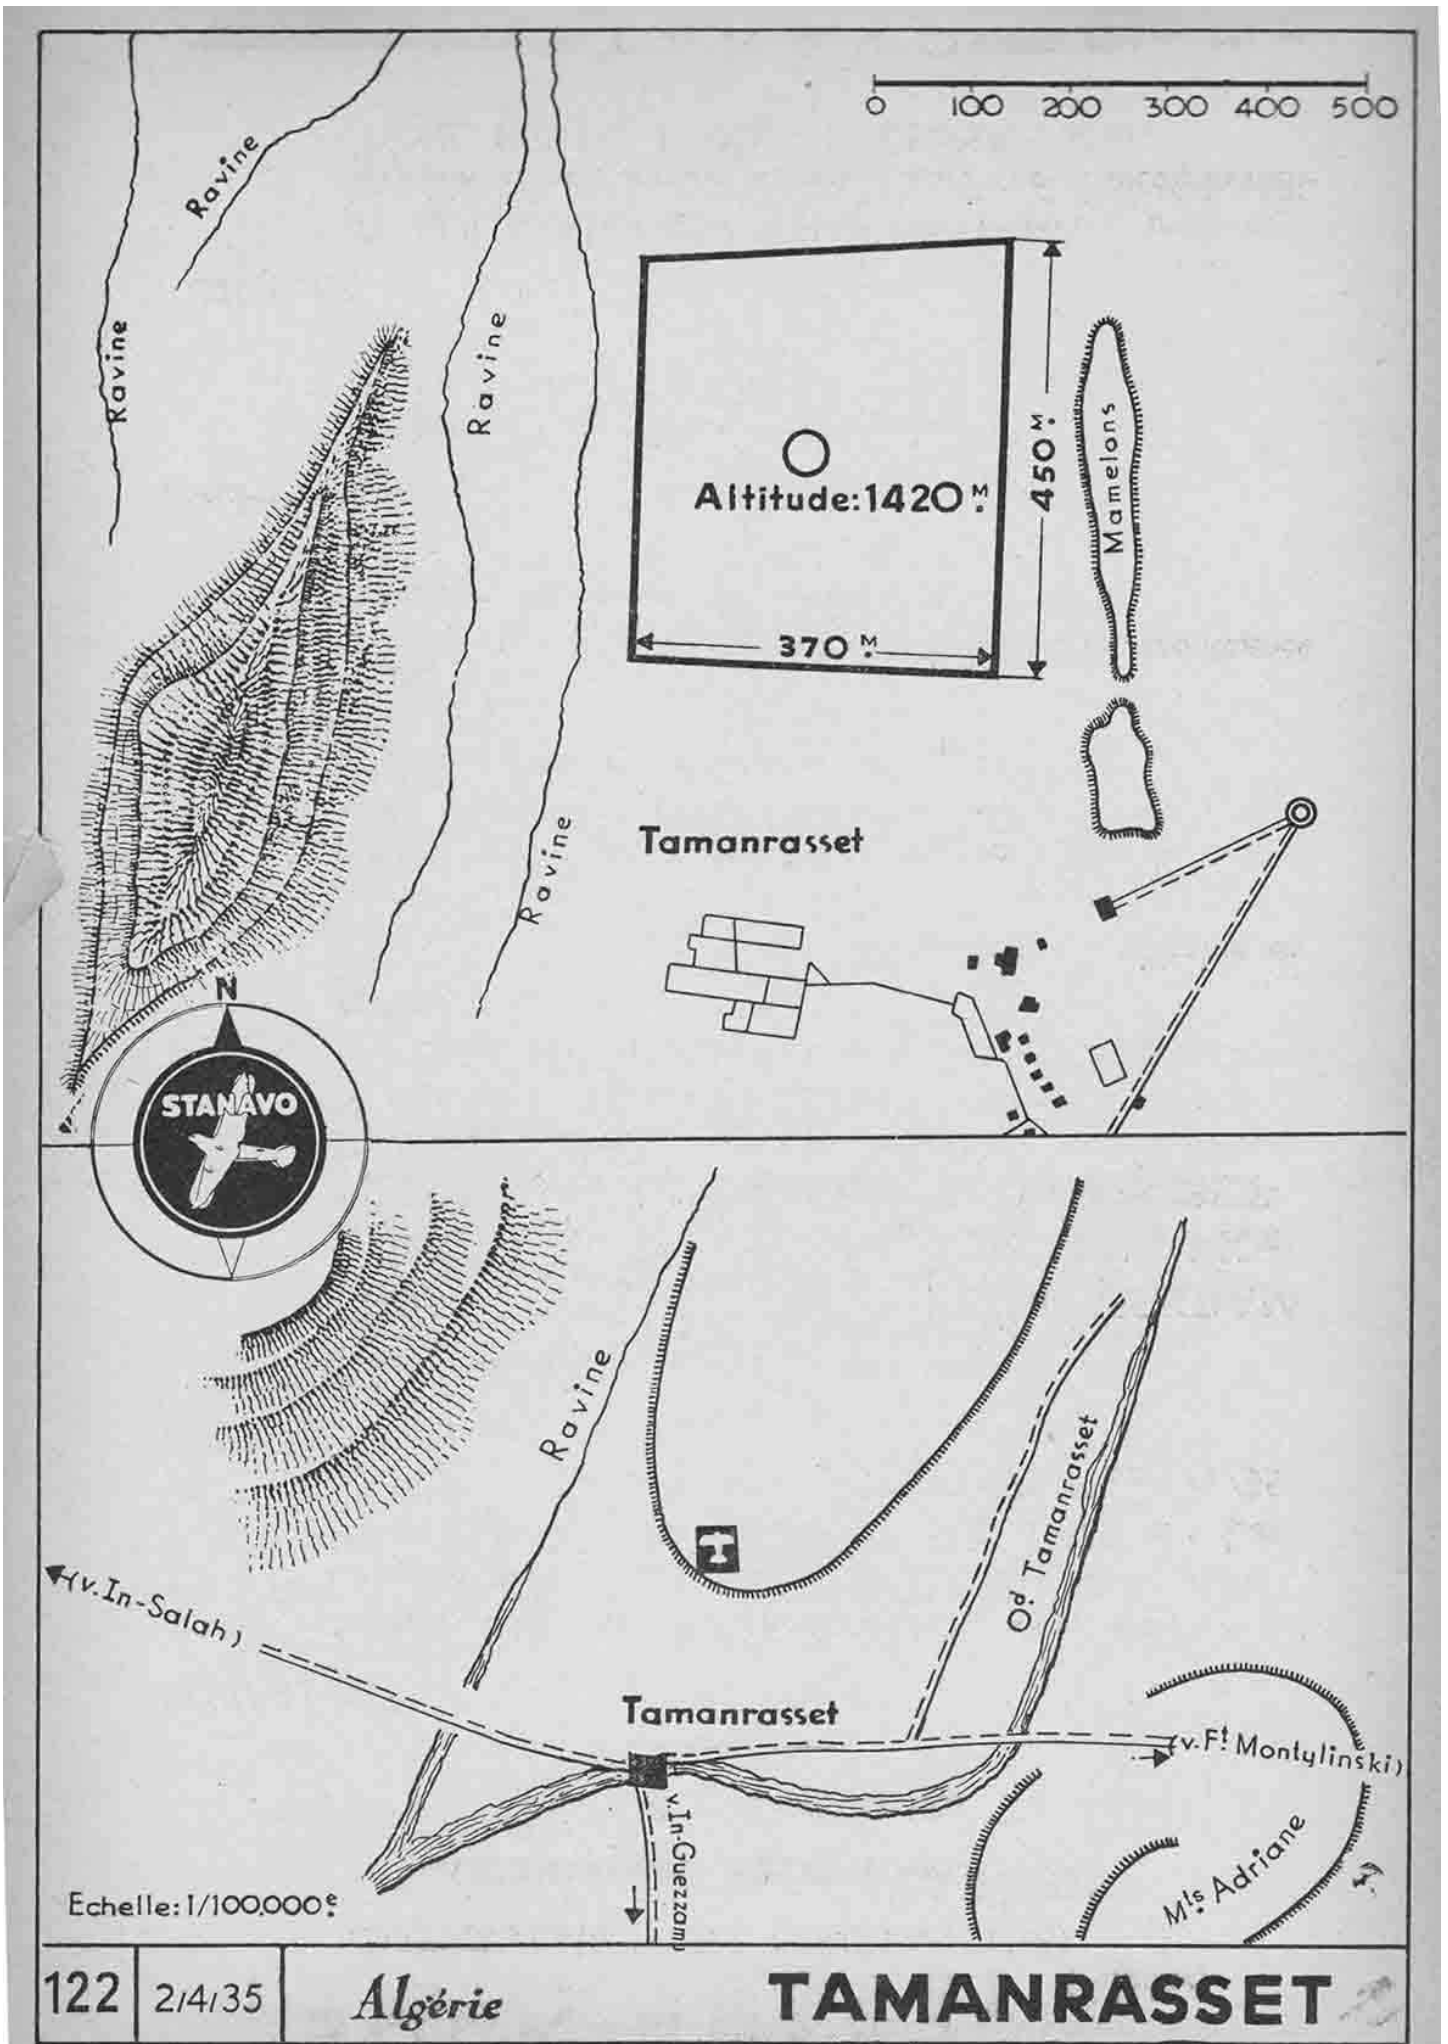 0 100 200 300 400 500
Ravine
Ravine
Ravine
Altitude: 1420 M.
450 M.
Mamelons
370 M.
Ravine
Tamanrasset
N
STANAVO
Ravine
Od. Tamanrasset
(v. In-Salah)
Tamanrasset
(v. Ft. Montylinski)
v. In-Guezzam)
Mts. Adriane
Echelle: 1/100.000e.
122
2/4/35
Algérie
TAMANRASSET